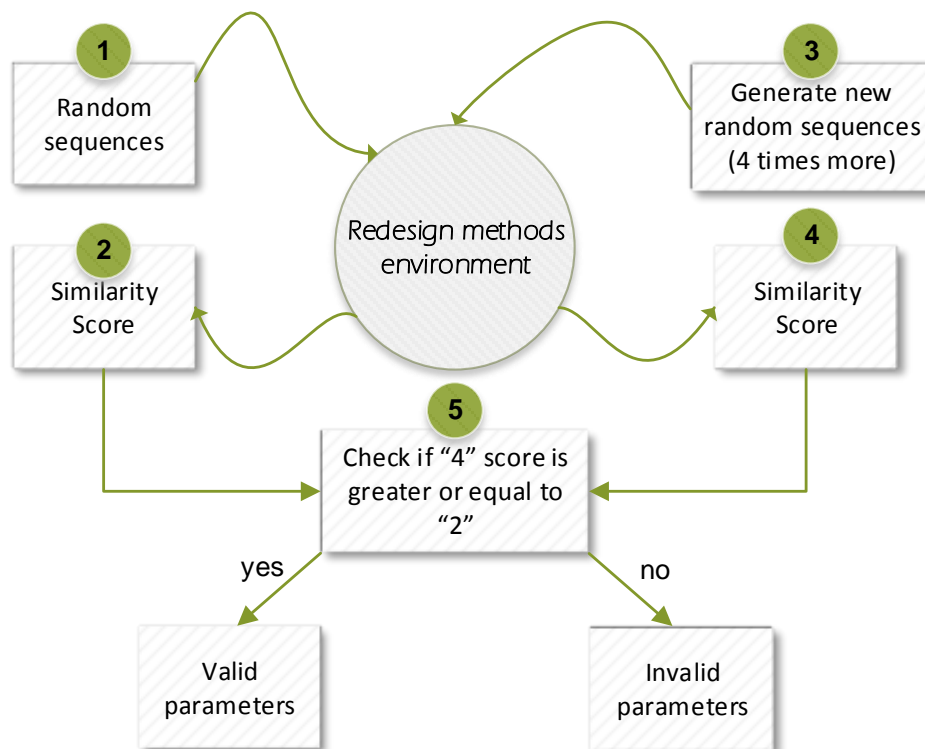 1
Random
sequences
3
Generate new
random sequences
(4 times more)
Redesign methods
environment
2
Similarity
Score
4
Similarity
Score
5
Check if “4” score is
greater or equal to
“2”
yes
no
Valid
parameters
Invalid
parameters